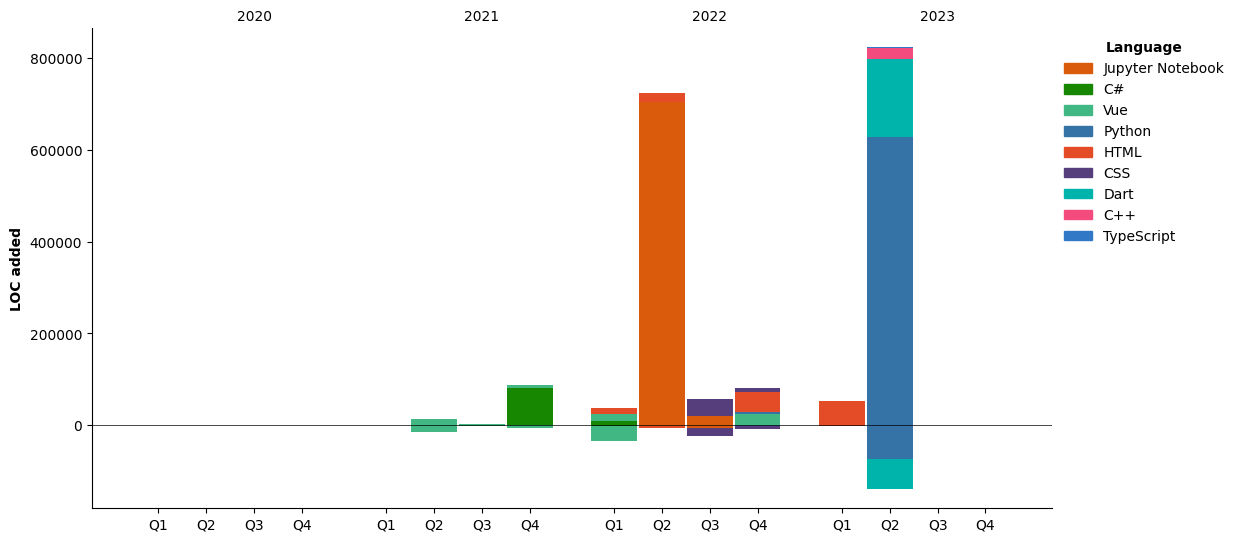 2020 2021 2022 2023
LOC added
800000
600000
400000
200000
0
Q1 Q2 Q3 Q4 Q1 Q2 Q3 Q4 Q1 Q2 Q3 Q4 Q1 Q2 Q3 Q4
Language
Jupyter Notebook
C#
Vue
Python
HTML
CSS
Dart
C++
TypeScript